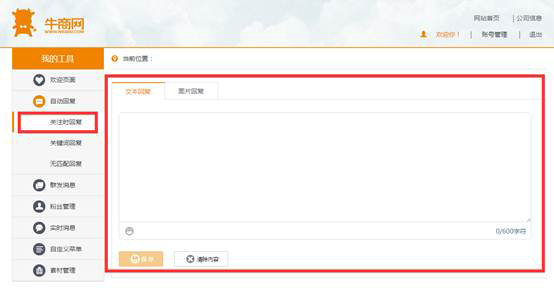 牛商网
WWW.NSW88.COM
网站首页 | 公司信息
欢迎你! | 账号管理 | 退出
我的工具
当前位置:
欢迎页面
自动回复
关注时回复
关键词回复
无匹配回复
群发消息
粉丝管理
实时消息
自定义菜单
素材管理
文本回复
图片回复
0/600字符
保存
清除内容